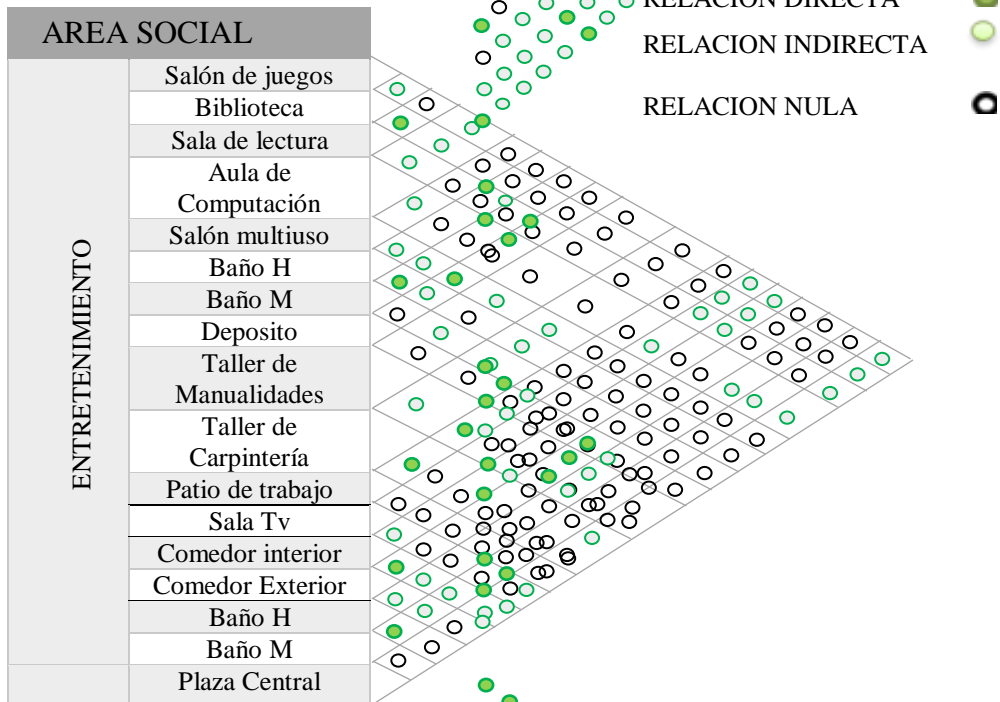 RELACION DIRECTA
AREA SOCIAL
RELACION INDIRECTA
RELACION NULA
ENTRETENIMIENTO
Salón de juegos
Biblioteca
Sala de lectura
Aula de
Computación
Salón multiuso
Baño H
Baño M
Deposito
Taller de
Manualidades
Taller de
Carpintería
Patio de trabajo
Sala Tv
Comedor interior
Comedor Exterior
Baño H
Baño M
Plaza Central